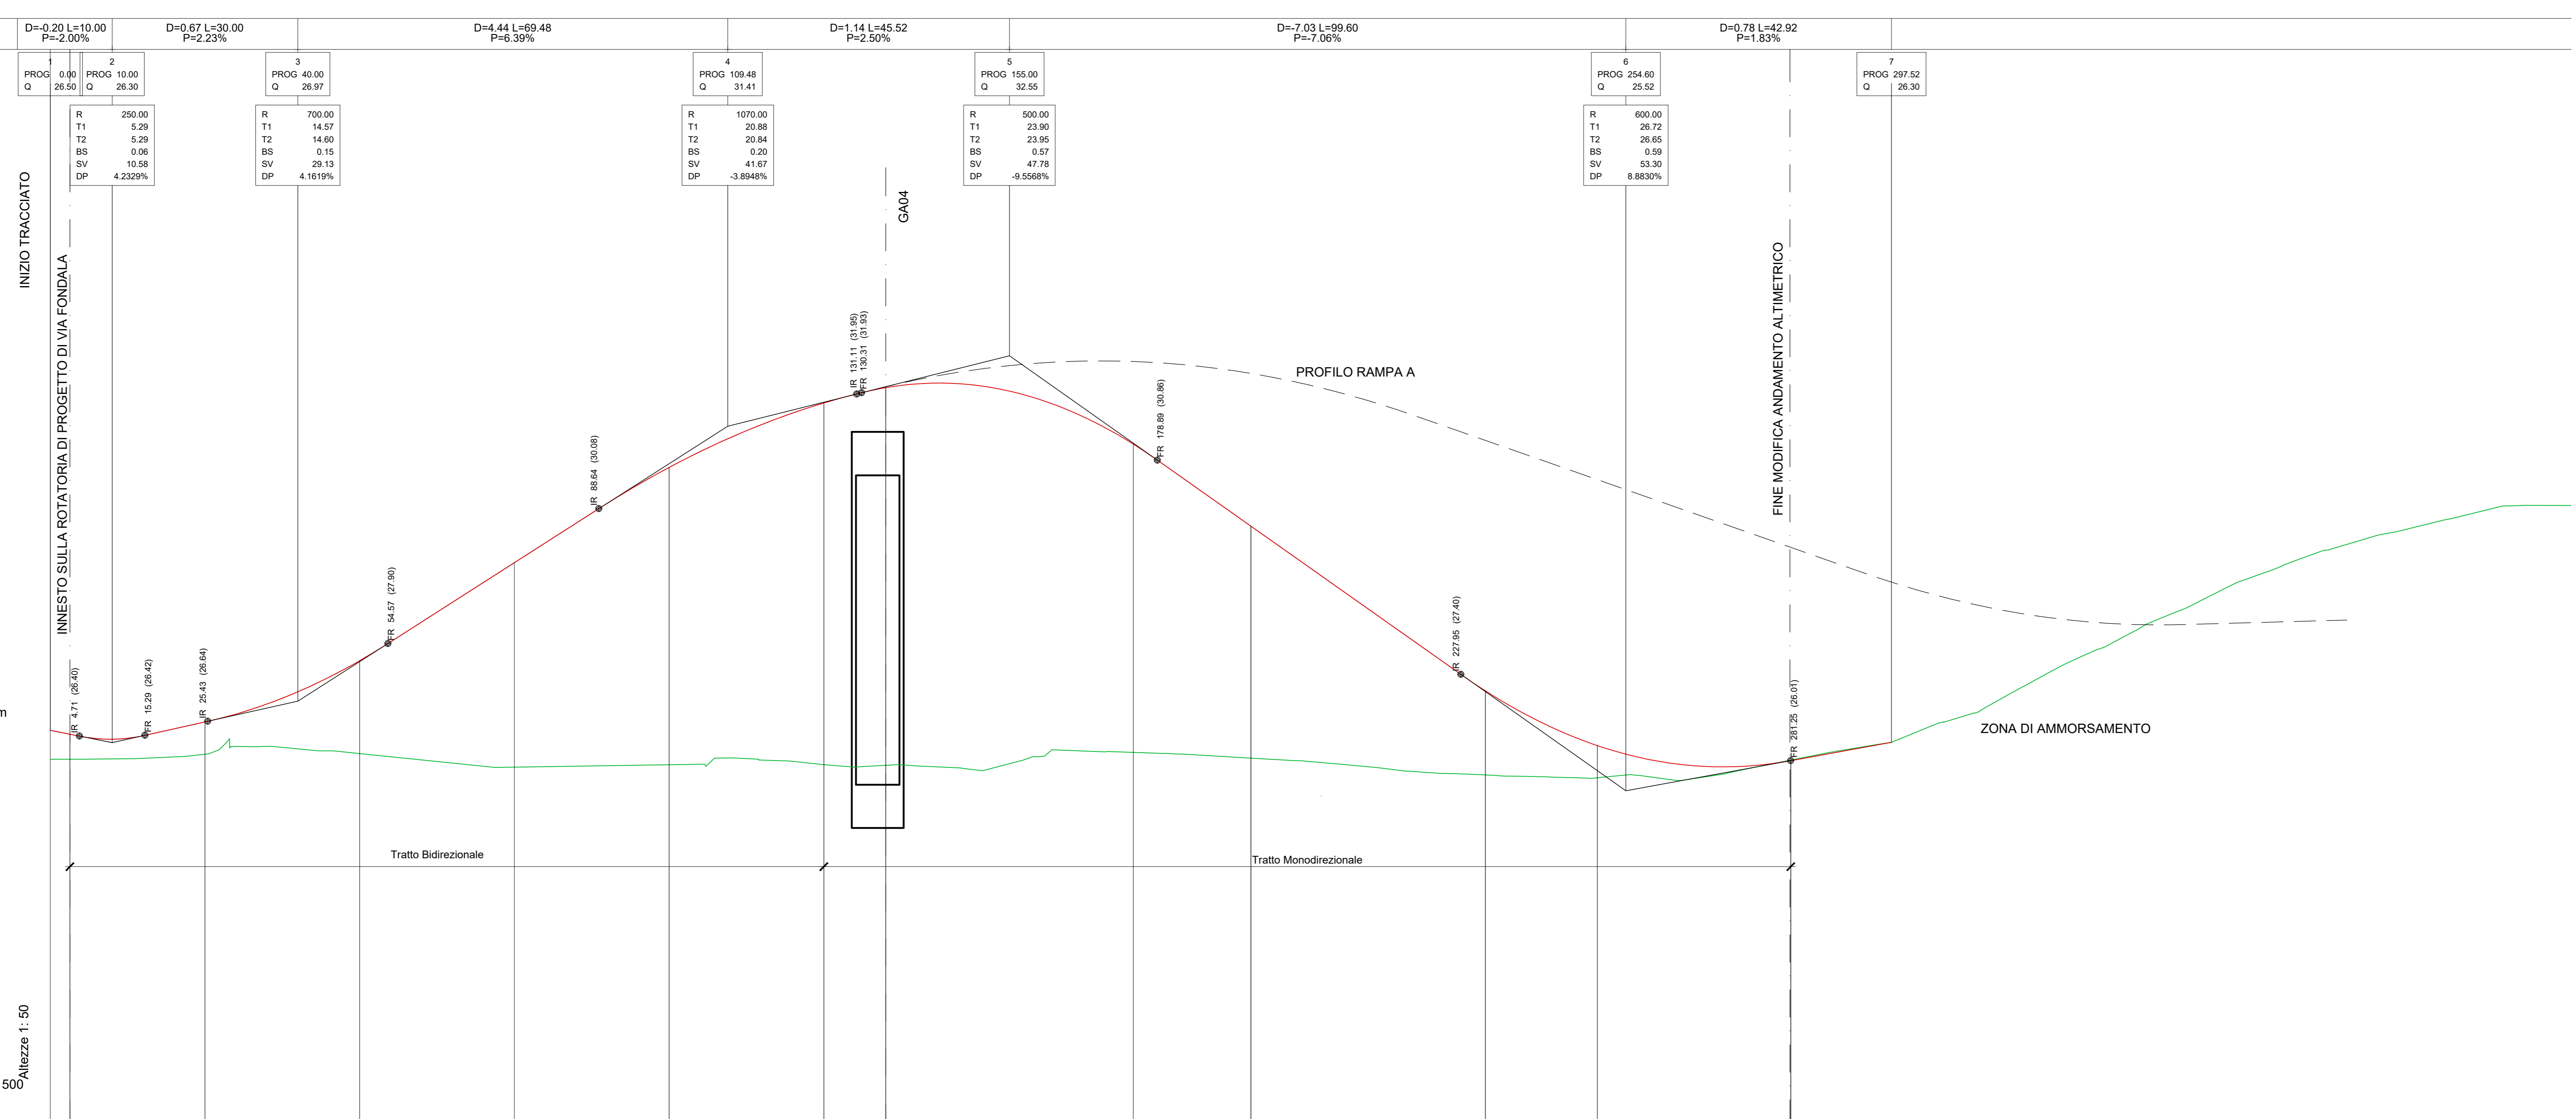 D=-0.20 L=10.00
P=-2.00%
D=0.67 L=30.00
P=2.23%
D=4.44 L=69.48
P=6.39%
D=1.14 L=45.52
P=2.50%
D=-7.03 L=99.60
P=-7.06%
D=0.78 L=42.92
P=1.83%
1
PROG 0.00
Q 26.50
2
PROG 10.00
Q 26.30
3
PROG 40.00
Q 26.97
4
PROG 109.48
Q 31.41
5
PROG 155.00
Q 32.55
6
PROG 254.60
Q 25.52
7
PROG 297.52
Q 26.30
R 250.00
T1 5.29
T2 5.29
BS 0.06
SV 10.58
DP 4.2329%
R 700.00
T1 14.57
T2 14.60
BS 0.15
SV 29.13
DP 4.1619%
R 1070.00
T1 20.88
T2 20.84
BS 0.20
SV 41.67
DP -3.8948%
R 500.00
T1 23.90
T2 23.95
BS 0.57
SV 47.78
DP -9.5568%
R 600.00
T1 26.72
T2 26.65
BS 0.59
SV 53.30
DP 8.8830%
INIZIO TRACCIATO
INNESTO SULLA ROTATORIA DI PROGETTO DI VIA FONDALA
GA04
FINE MODIFICA ANDAMENTO ALTIMETRICO
PROFILO RAMPA A
IR 4.71 (26.40)
FR 15.29 (26.42)
IR 25.43 (26.64)
FR 54.57 (27.90)
IR 88.64 (30.08)
IR 131.11 (31.95)
FR 130.31 (31.93)
FR 178.89 (30.86)
IR 227.95 (27.40)
FR 281.25 (26.01)
m
ZONA DI AMMORSAMENTO
Tratto Bidirezionale
Tratto Monodirezionale
Altezze 1: 50
500